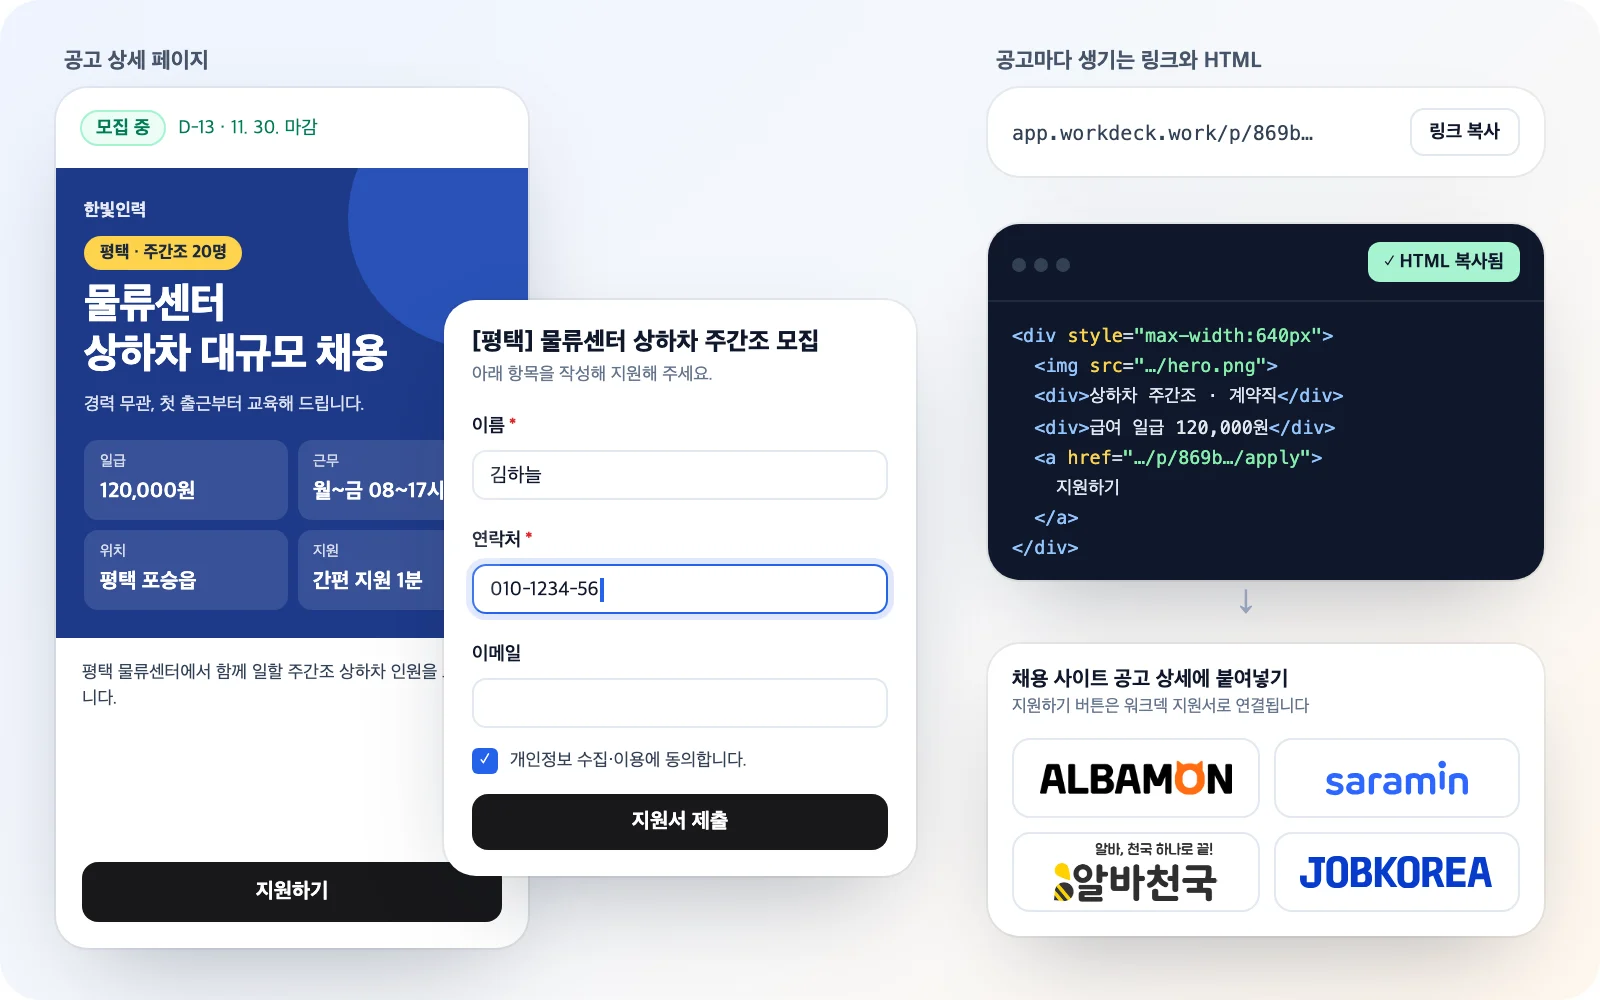 공고 상세 페이지
모집 중
D-13 · 11. 30. 마감
한빛인력
평택 · 주간조 20명
물류센터
상하차 대규모 채용
경력 무관, 첫 출근부터 교육해 드립니다.
일급
120,000원
근무
월~금 08~17시
위치
평택 포승읍
지원
간편 지원 1분
평택 물류센터에서 함께 일할 주간조 상하차 인원을
니다.
지원하기
[평택] 물류센터 상하차 주간조 모집
아래 항목을 작성해 지원해 주세요.
이름 *
김하늘
연락처 *
010-1234-56
이메일
✓ 개인정보 수집·이용에 동의합니다.
지원서 제출
공고마다 생기는 링크와 HTML
app.workdeck.work/p/869b…
링크 복사
✓ HTML 복사됨
<div style="max-width:640px">
<img src="…/hero.png">
<div>상하차 주간조 · 계약직</div>
<div>급여 일급 120,000원</div>
<a href="…/p/869b…/apply">
지원하기
</a>
</div>
↓
채용 사이트 공고 상세에 붙여넣기
지원하기 버튼은 워크덱 지원서로 연결됩니다
ALBAMON
saramin
알바, 천국 하나로 끝!
알바천국
JOBKOREA